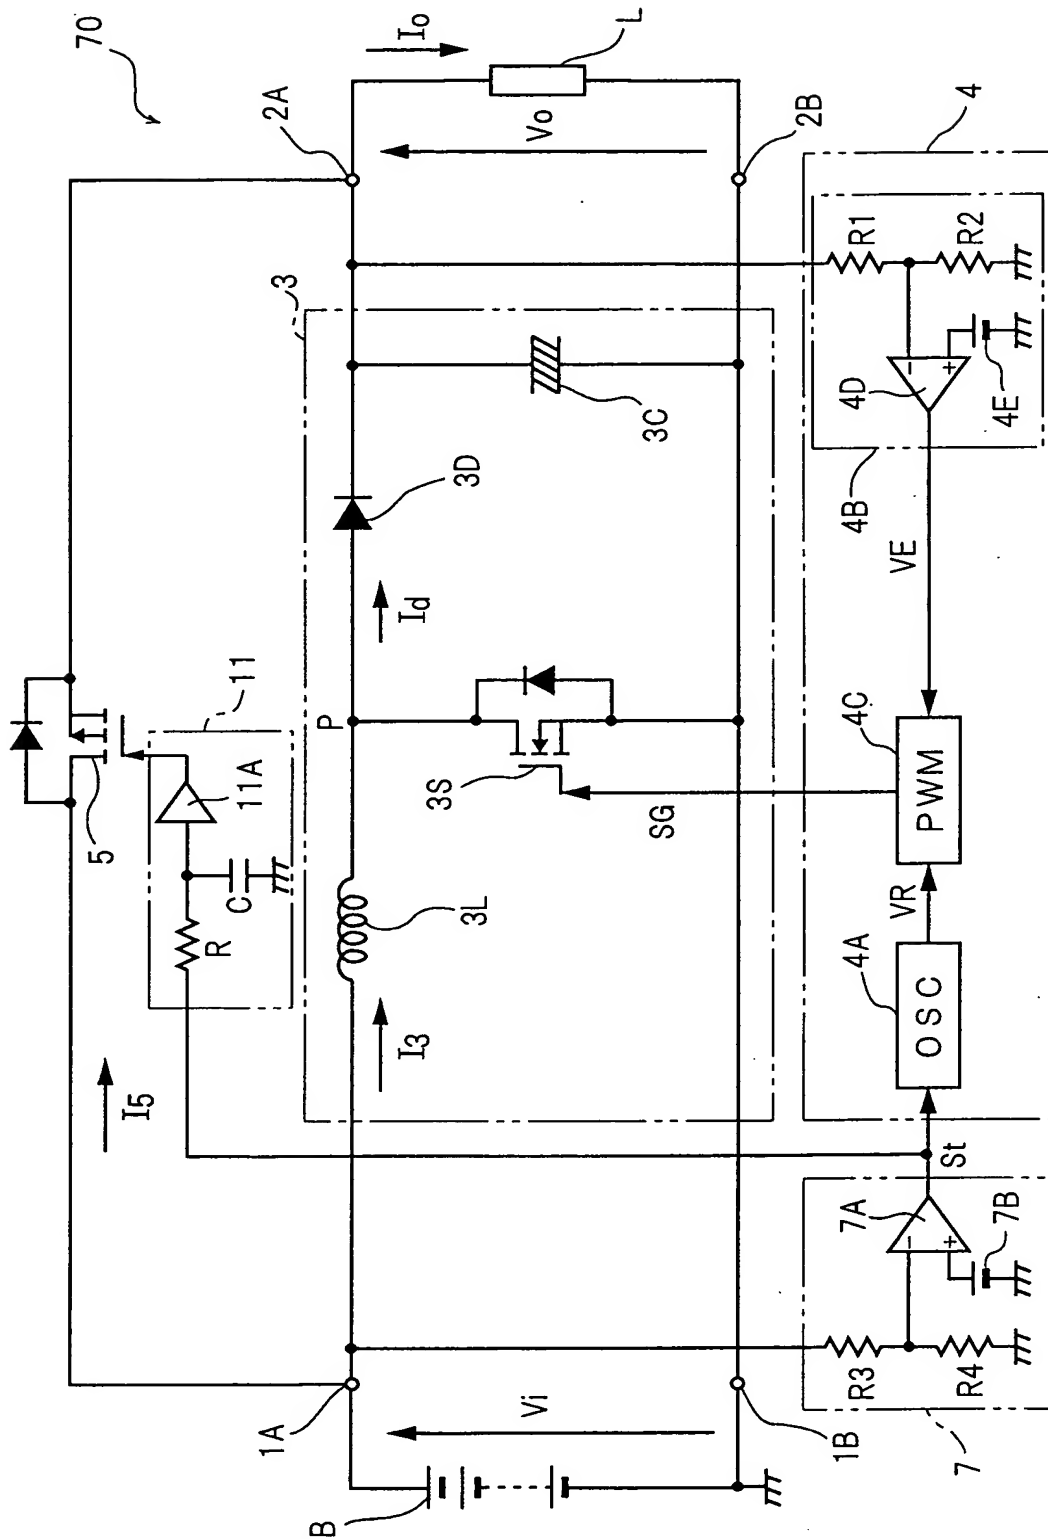 70
Io
L
2A
Vo
2B
3
3D
Id
3C
P
3S
SG
3L
I3
5
11
11A
C
R
I5
1A
Vi
1B
B
4
R1
R2
-
+
4D
4E
4B
VE
4C
PWM
VR
4A
OSC
St
7A
-
+
7B
R3
R4
7